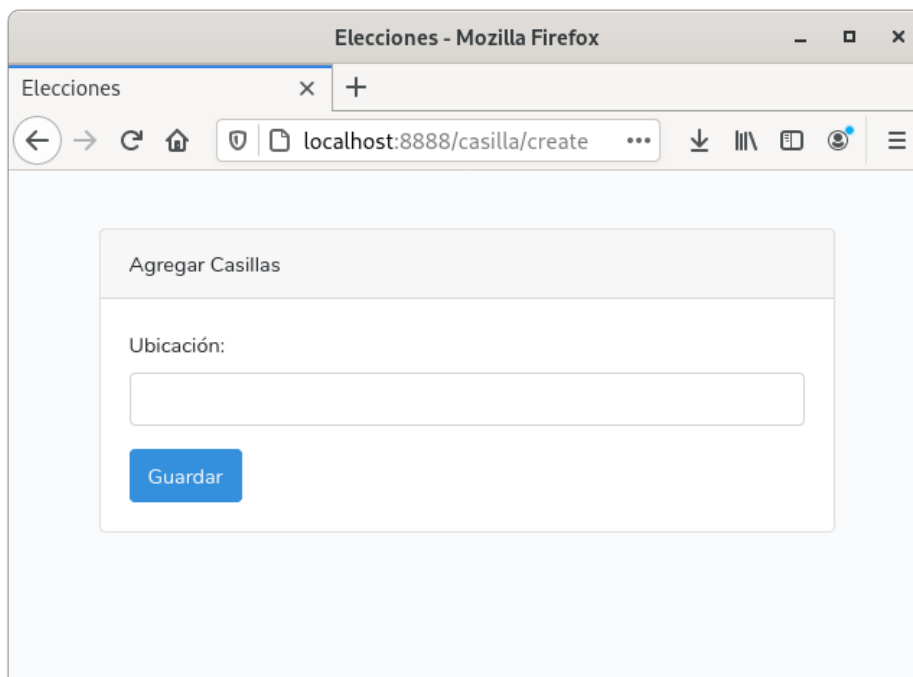 Elecciones - Mozilla Firefox
Elecciones
localhost:8888/casilla/create
Agregar Casillas
Ubicación:
Guardar